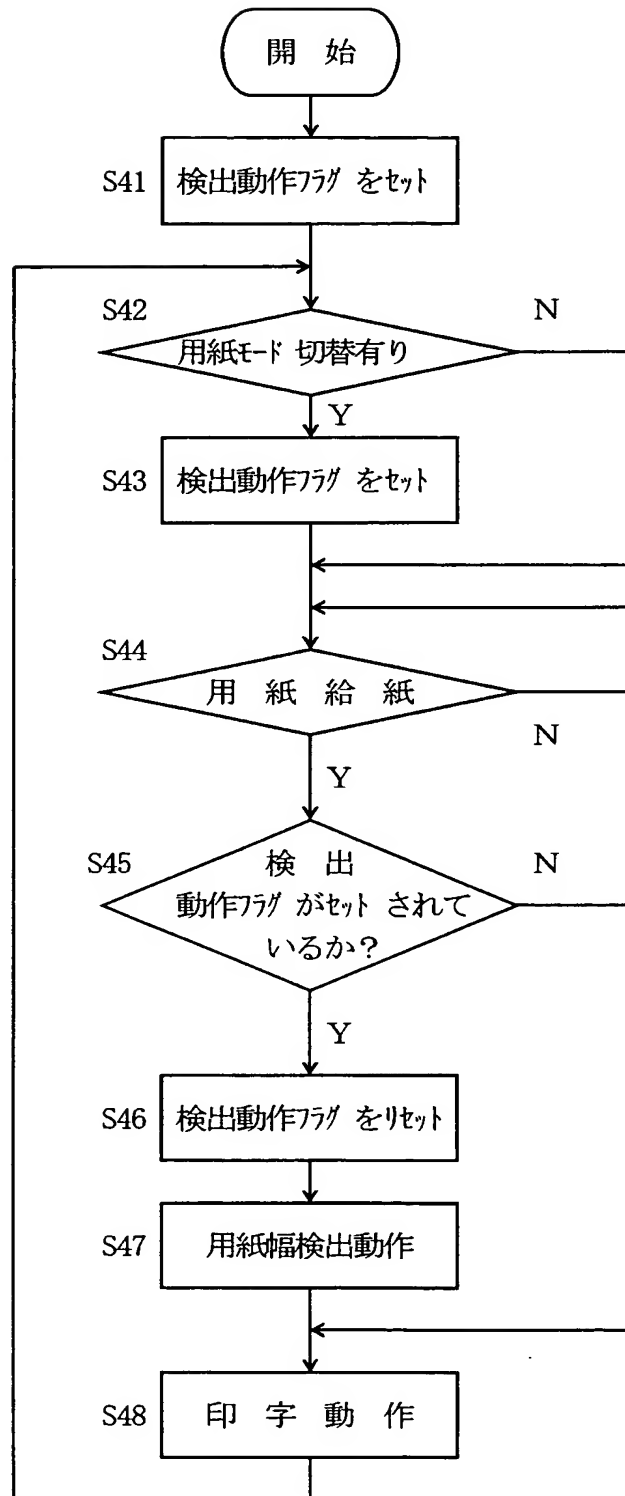 開 始
S41 検出動作ﾌﾗｸﾞ をｾｯﾄ
S42
N
用紙ﾓｰﾄﾞ 切替有り
Y
S43 検出動作ﾌﾗｸﾞ をｾｯﾄ
S44
用 紙 給 紙
N
Y
S45
検 出
N
動作ﾌﾗｸﾞ がｾｯﾄ されて
いるか？
Y
S46 検出動作ﾌﾗｸﾞ をﾘｾｯﾄ
S47 用紙幅検出動作
S48 印 字 動 作